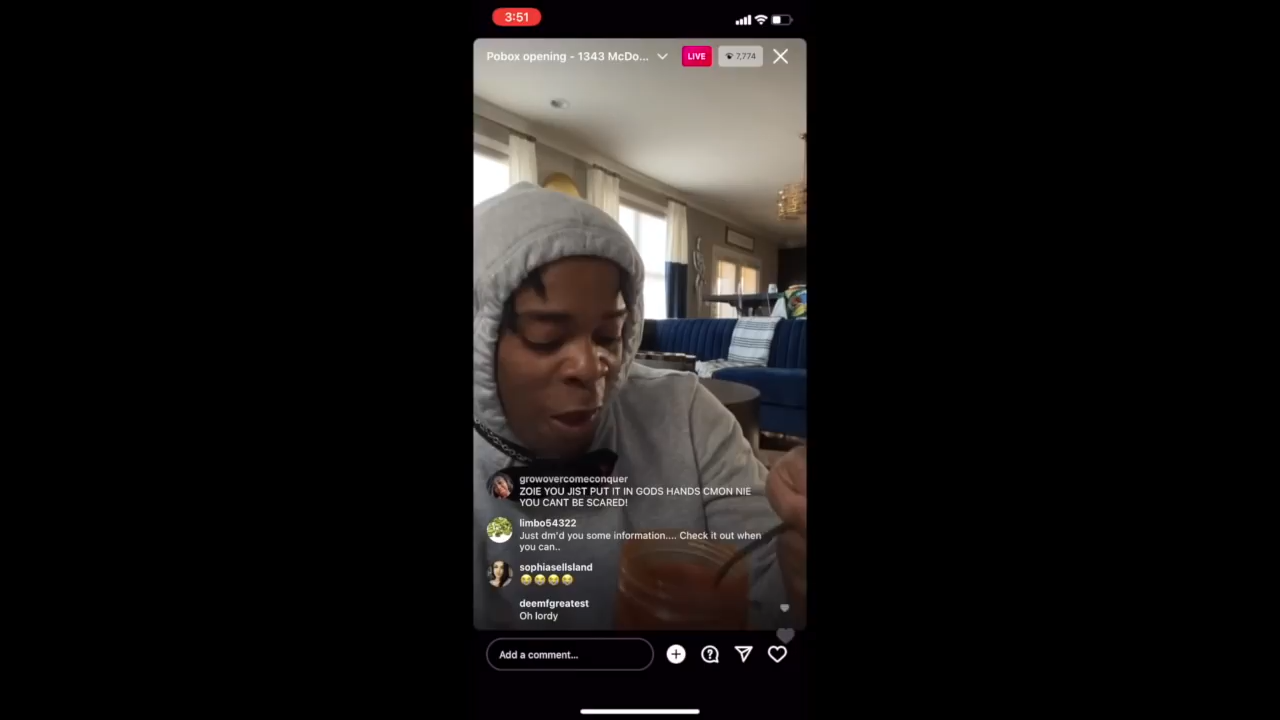 3:51
Pobox opening - 1343 McDo...
LIVE
7,774
growovercomeconquer
ZOIE YOU JIST PUT IT IN GODS HANDS CMON NIE
YOU CANT BE SCARED!
limbo54322
Just dm'd you some information.... Check it out when
you can..
sophiasellsland
😂😂😂😂
deemfgreatest
Oh lordy
Add a comment...